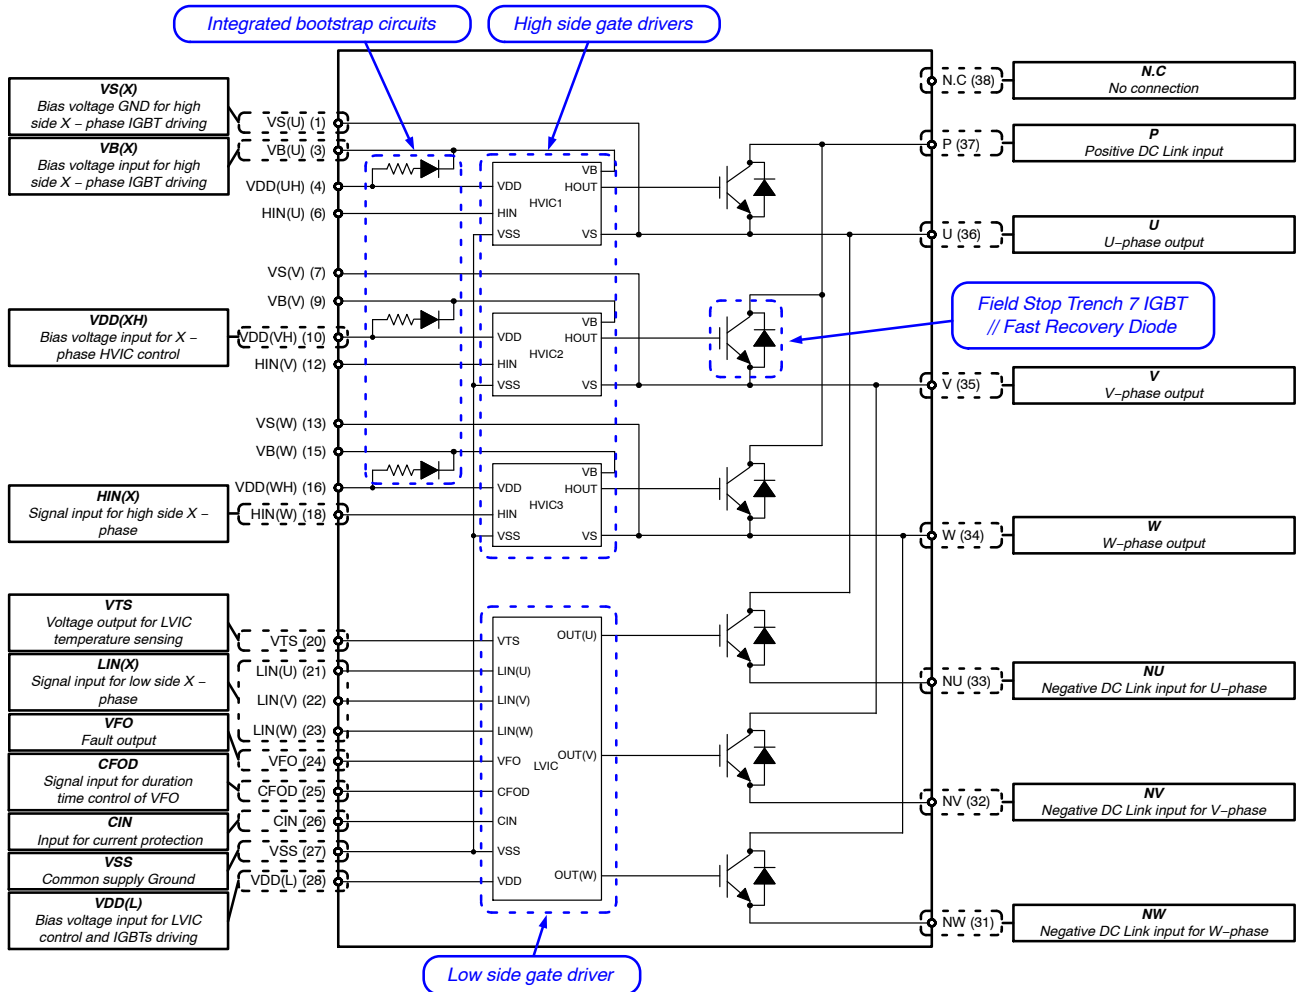 Integrated bootstrap circuits
High side gate drivers
VS(X)
Bias voltage GND for high
side X − phase IGBT driving
VB(X)
Bias voltage input for high
side X − phase IGBT driving
VDD(XH)
Bias voltage input for X −
phase HVIC control
HIN(X)
Signal input for high side X −
phase
VTS
Voltage output for LVIC
temperature sensing
LIN(X)
Signal input for low side X −
phase
VFO
Fault output
CFOD
Signal input for duration
time control of VFO
CIN
Input for current protection
VSS
Common supply Ground
VDD(L)
Bias voltage input for LVIC
control and IGBTs driving
VS(U) (1)
VB(U) (3)
VDD(UH) (4)
HIN(U) (6)
VS(V) (7)
VB(V) (9)
VDD(VH) (10)
HIN(V) (12)
VS(W) (13)
VB(W) (15)
VDD(WH) (16)
HIN(W) (18)
VTS (20)
LIN(U) (21)
LIN(V) (22)
LIN(W) (23)
VFO (24)
CFOD (25)
CIN (26)
VSS (27)
VDD(L) (28)
VB
VDD
HOUT
HVIC1
HIN
VSS
VS
VB
VDD
HOUT
HVIC2
HIN
VSS
VS
VB
VDD
HOUT
HVIC3
HIN
VSS
VS
VTS
OUT(U)
LIN(U)
LIN(V)
LIN(W)
OUT(V)
VFO
LVIC
CFOD
CIN
VSS
OUT(W)
VDD
Field Stop Trench 7 IGBT
// Fast Recovery Diode
N.C (38)
P (37)
U (36)
V (35)
W (34)
NU (33)
NV (32)
NW (31)
N.C
No connection
P
Positive DC Link input
U
U−phase output
V
V−phase output
W
W−phase output
NU
Negative DC Link input for U−phase
NV
Negative DC Link input for V−phase
NW
Negative DC Link input for W−phase
Low side gate driver